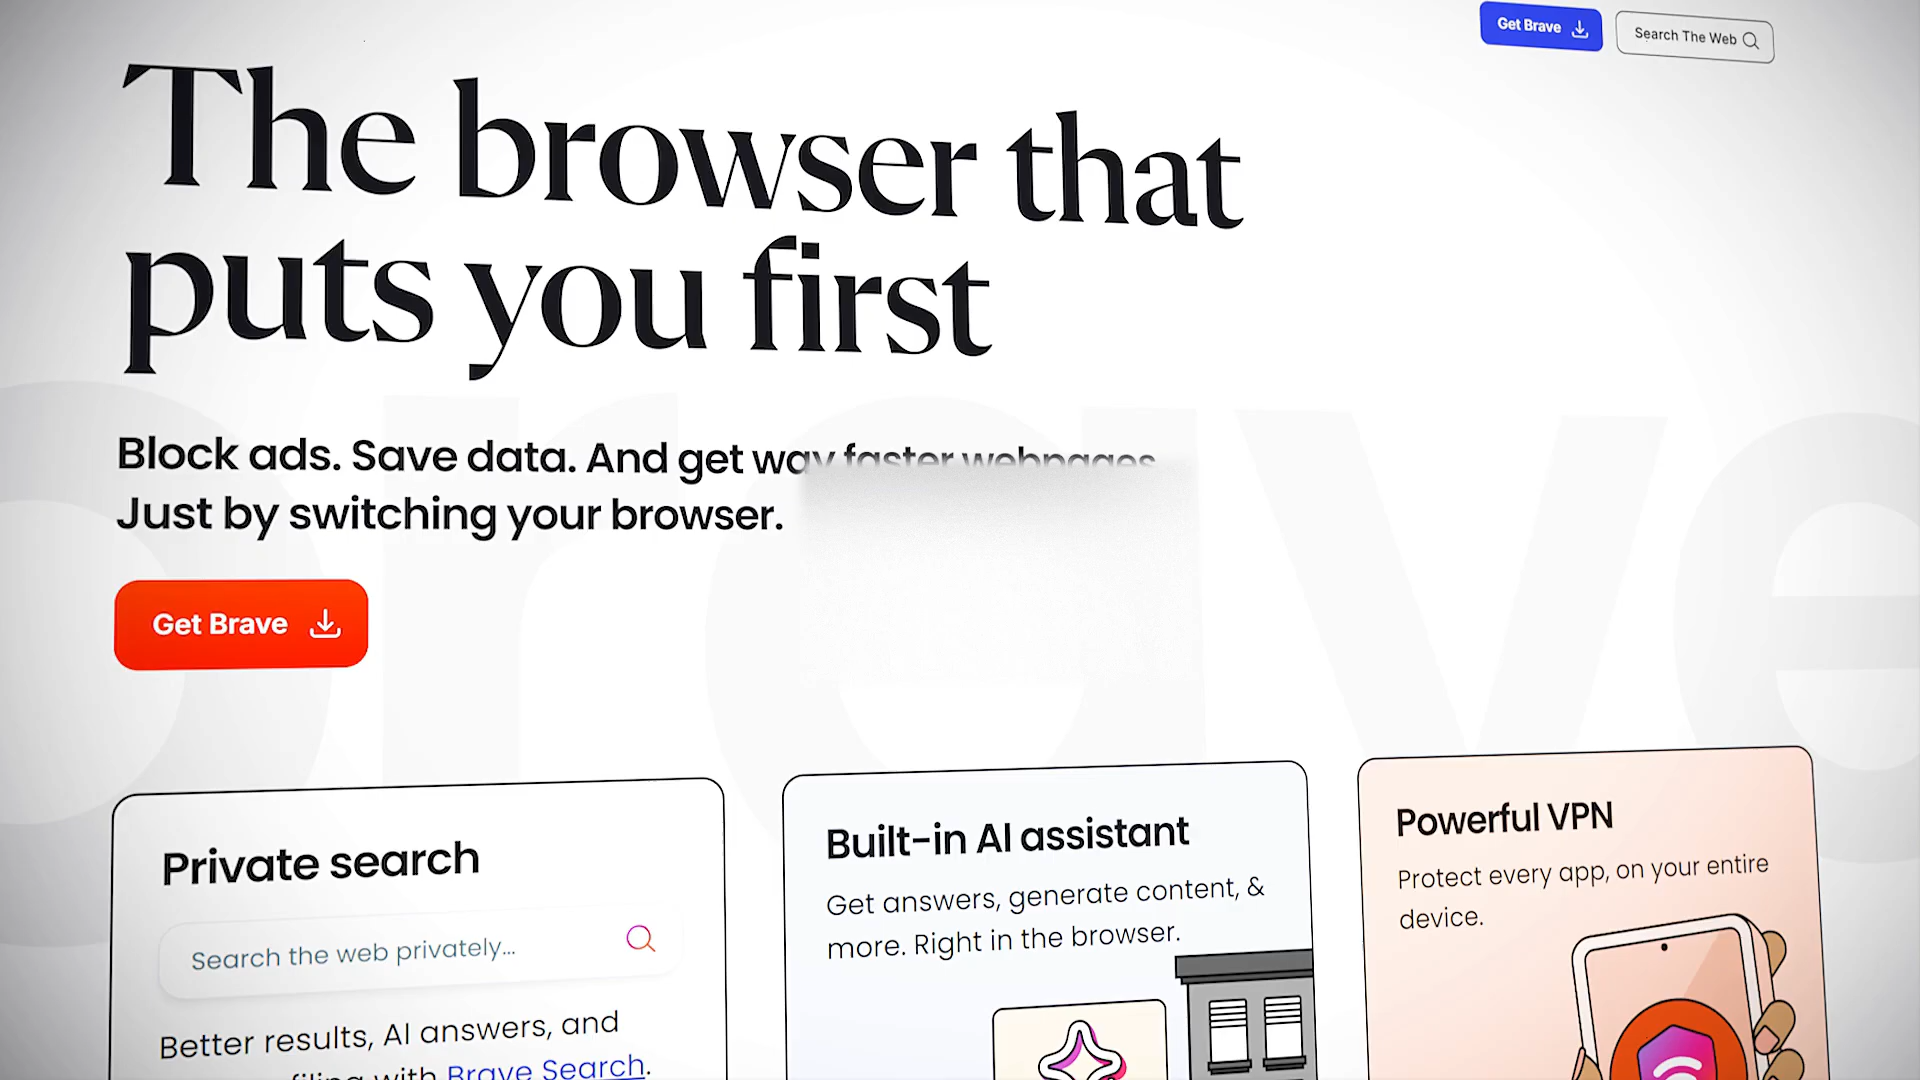 Get Brave
Search The Web
The browser that
puts you first
Block ads. Save data. And get way faster webpages
Just by switching your browser.
Get Brave
brave
Private search
Search the web privately...
Better results, AI answers, and
with Brave Search.
Built-in AI assistant
Get answers, generate content, &
more. Right in the browser.
Powerful VPN
Protect every app, on your entire
device.